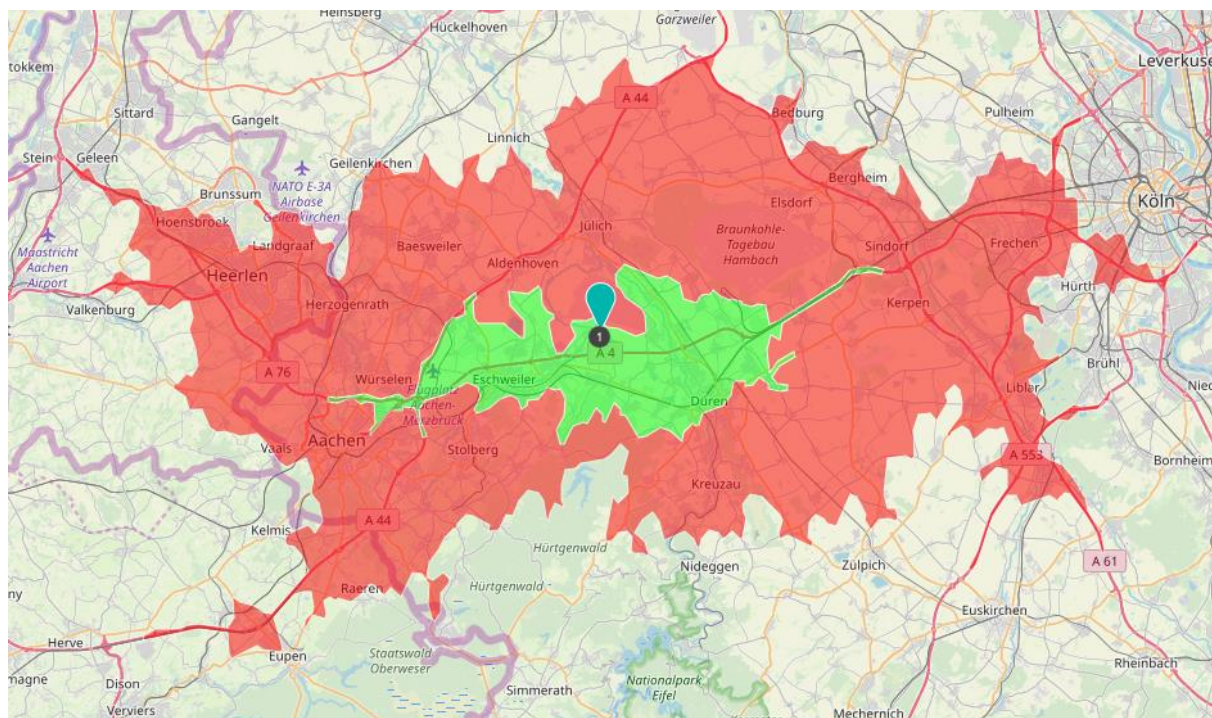 Heinsberg
Garzweiler
Hückelhoven
tokkem
Leverkuse
Sittard
Gangelt
A 44
Bedburg
Pulheim
Linnich
Stein
Geleen
Geilenkirchen
NATO E-3A
Airbase
Geilenkirchen
Brunssum
Bergheim
Elsdorf
Köln
Hoensbroek
Landgraaf
Jülich
Baesweiler
Braunkohle-
Tagebau
Hambach
Sindorf
Frechen
Maastricht
Aachen
Airport
Heerlen
Aldenhoven
Hürth
Valkenburg
Herzogenrath
Kerpen
1
A 4
A 76
Würselen
Eschweiler
Flugplatz
Aachen-
Merzbrück
Düren
Liblar
Brühl
Nied
Vaals
Aachen
Stolberg
A 553
Bornheim
Kreuzau
A 44
Kelmis
Hürtgenwald
Nideggen
Zülpich
A 61
Hürtgenwald
Raeren
ny
Euskirchen
Herve
Eupen
Staatswald
Oberweser
Rheinbach
magne
Dison
Simmerath
Nationalpark
Eifel
Verviers
Mechernich